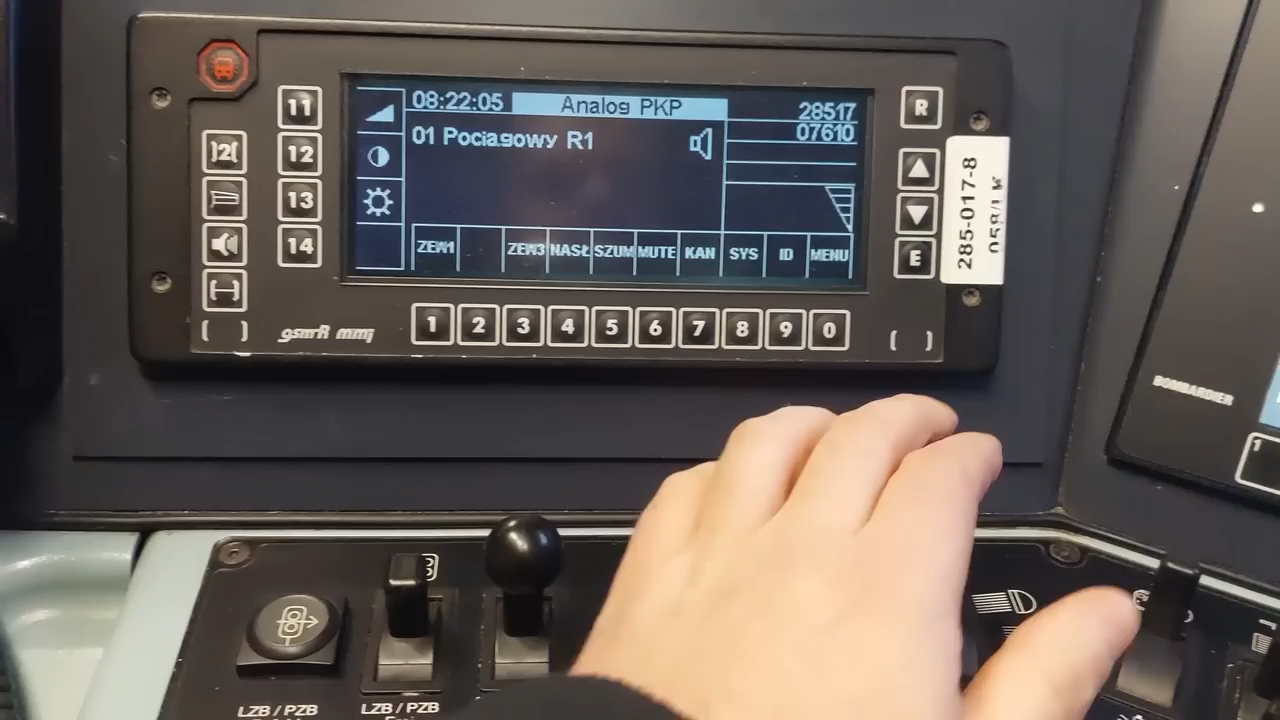 11
12
13
14
)2(
08:22:05
Analog PKP
28517
07610
01 Pociagowy R1
ZEW1
ZEW3
NASŁ
SZUM
MUTE
KAN
SYS
ID
MENU
R
E
285-017-8
gsmR mmi
1 2 3 4 5 6 7 8 9 0
BOMBARDIER
1
LZB / PZB
LZB / PZB